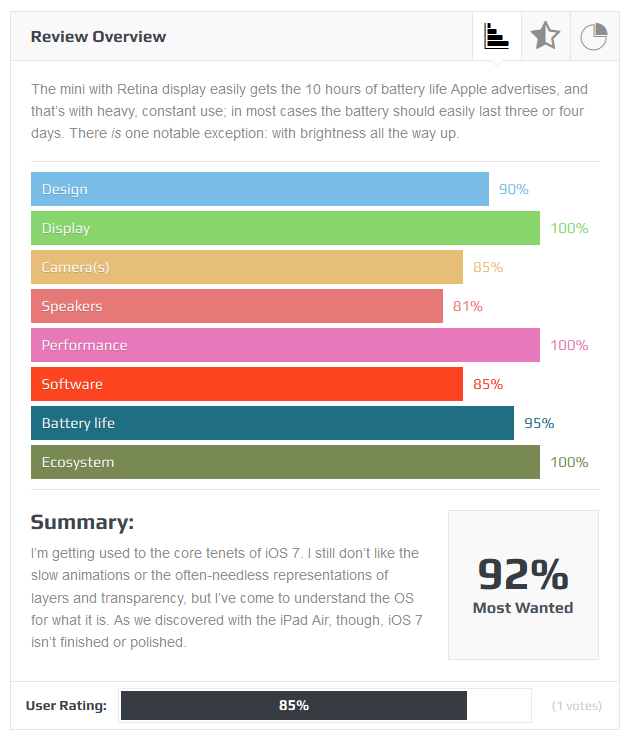 Review Overview
The mini with Retina display easily gets the 10 hours of battery life Apple advertises, and
that’s with heavy, constant use; in most cases the battery should easily last three or four
days. There is one notable exception: with brightness all the way up.
Design 90%
Display 100%
Camera(s) 85%
Speakers 81%
Performance 100%
Software 85%
Battery life 95%
Ecosystem 100%
Summary:
I’m getting used to the core tenets of iOS 7. I still don’t like the
slow animations or the often-needless representations of
layers and transparency, but I’ve come to understand the OS
for what it is. As we discovered with the iPad Air, though, iOS 7
isn’t finished or polished.
92%
Most Wanted
User Rating: 85% (1 votes)